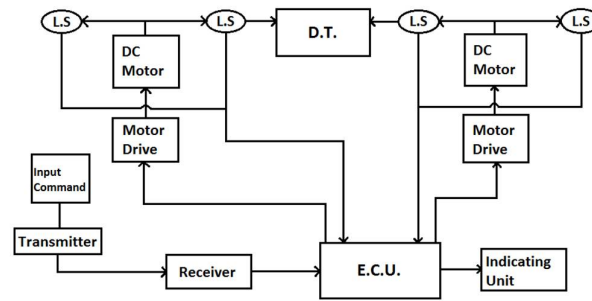 L.S
L.S
D.T.
L.S
L.S
DC
Motor
DC
Motor
Motor
Drive
Motor
Drive
Input
Command
Transmitter
Receiver
E.C.U.
Indicating
Unit